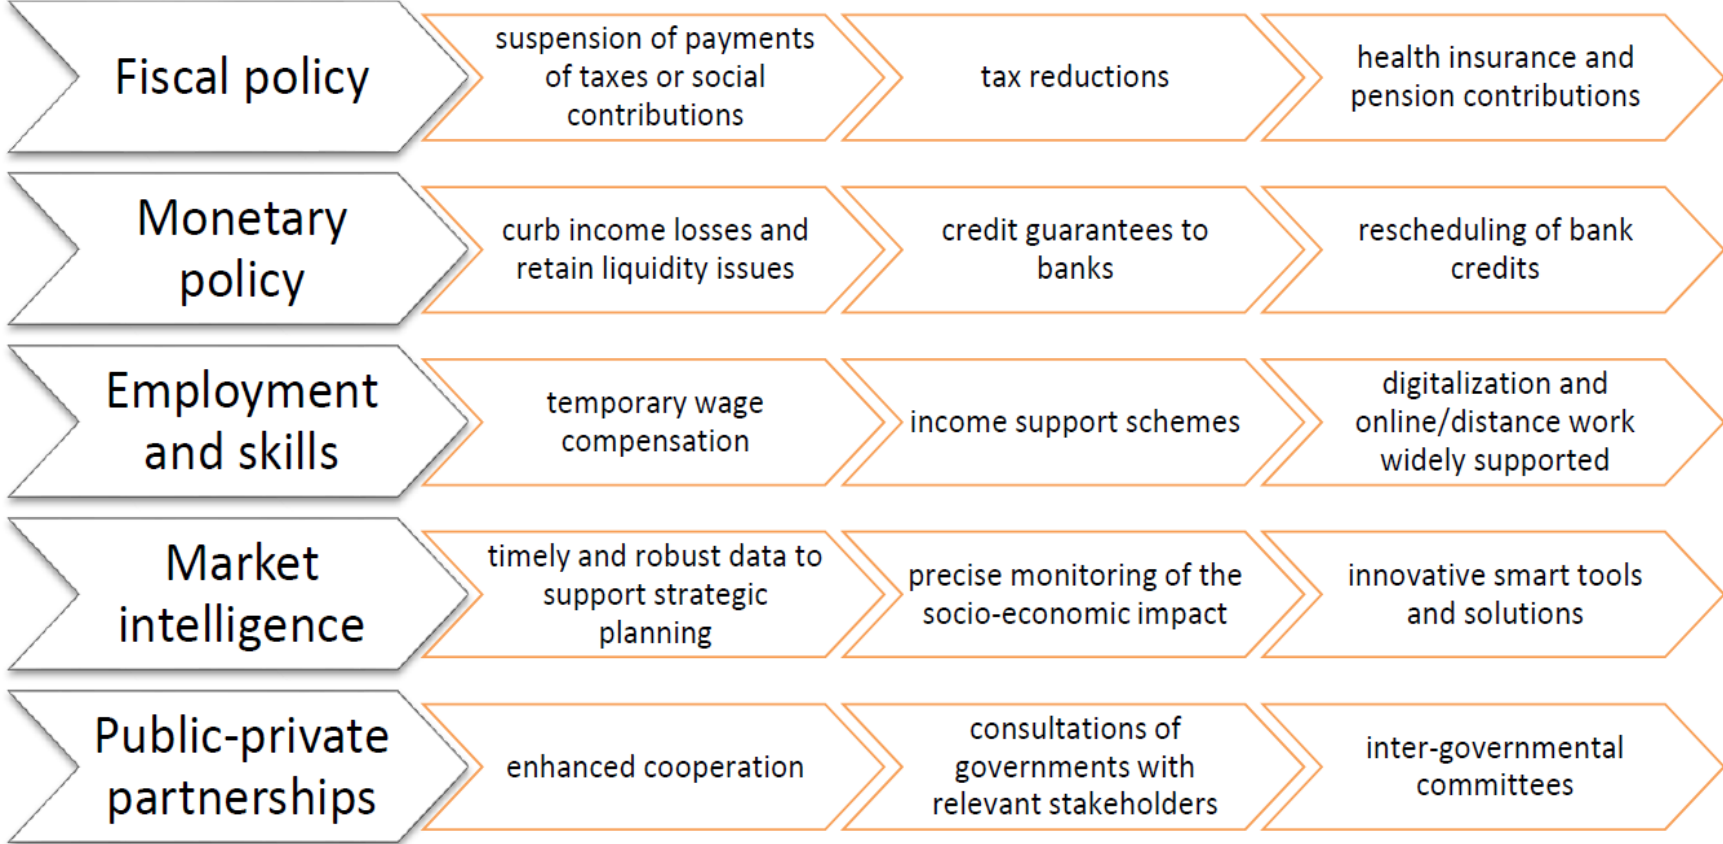 Fiscal policy
suspension of payments
of taxes or social
contributions
tax reductions
health insurance and
pension contributions
Monetary
policy
curb income losses and
retain liquidity issues
credit guarantees to
banks
rescheduling of bank
credits
Employment
and skills
temporary wage
compensation
income support schemes
digitalization and
online/distance work
widely supported
Market
intelligence
timely and robust data to
support strategic
planning
precise monitoring of the
socio-economic impact
innovative smart tools
and solutions
Public-private
partnerships
enhanced cooperation
consultations of
governments with
relevant stakeholders
inter-governmental
committees